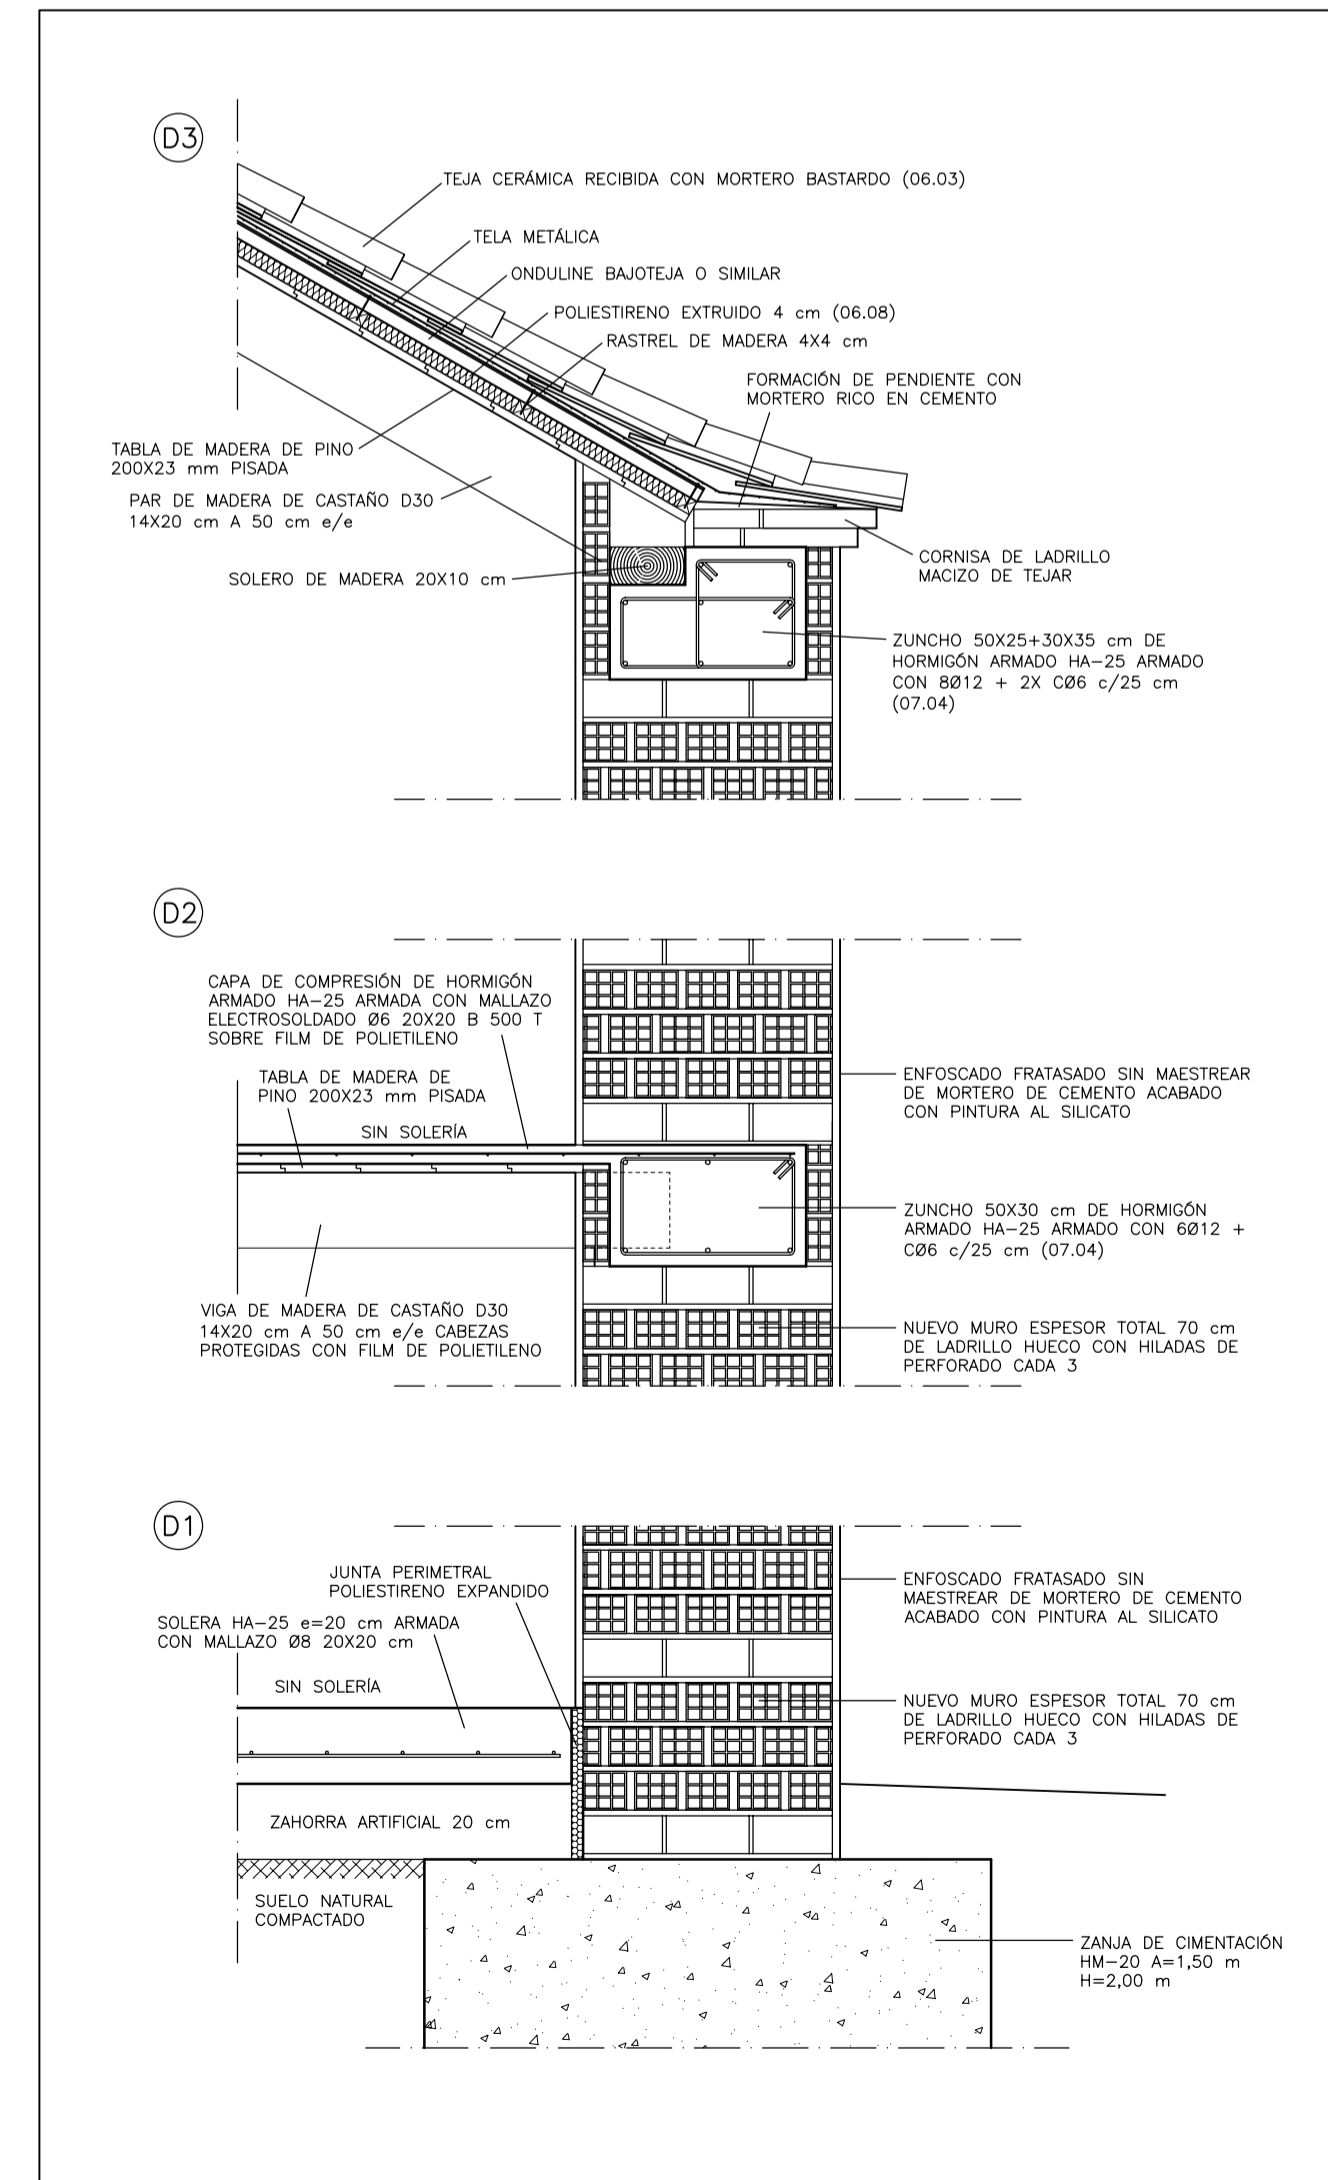 D3
TEJA CERÁMICA RECIBIDA CON MORTERO BASTARDO (06.03)
TELA METÁLICA
ONDULINE BAJOTEJA O SIMILAR
POLIESTIRENO EXTRUIDO 4 cm (06.08)
RASTREL DE MADERA 4X4 cm
FORMACIÓN DE PENDIENTE CON
MORTERO RICO EN CEMENTO
TABLA DE MADERA DE PINO
200X23 mm PISADA
PAR DE MADERA DE CASTAÑO D30
14X20 cm A 50 cm e/e
SOLERO DE MADERA 20X10 cm
CORNISA DE LADRILLO
MACIZO DE TEJAR
ZUNCHO 50X25+30X35 cm DE
HORMIGÓN ARMADO HA-25 ARMADO
CON 8Ø12 + 2X CØ6 c/25 cm
(07.04)
D2
CAPA DE COMPRESIÓN DE HORMIGÓN
ARMADO HA-25 ARMADA CON MALLAZO
ELECTROSOLDADO Ø6 20X20 B 500 T
SOBRE FILM DE POLIETILENO
TABLA DE MADERA DE
PINO 200X23 mm PISADA
SIN SOLERÍA
ENFOSCADO FRATASADO SIN MAESTREAR
DE MORTERO DE CEMENTO ACABADO
CON PINTURA AL SILICATO
ZUNCHO 50X30 cm DE HORMIGÓN
ARMADO HA-25 ARMADO CON 6Ø12 +
CØ6 c/25 cm (07.04)
VIGA DE MADERA DE CASTAÑO D30
14X20 cm A 50 cm e/e CABEZAS
PROTEGIDAS CON FILM DE POLIETILENO
NUEVO MURO ESPESOR TOTAL 70 cm
DE LADRILLO HUECO CON HILADAS DE
PERFORADO CADA 3
D1
JUNTA PERIMETRAL
POLIESTIRENO EXPANDIDO
SOLERA HA-25 e=20 cm ARMADA
CON MALLAZO Ø8 20X20 cm
SIN SOLERÍA
ENFOSCADO FRATASADO SIN
MAESTREAR DE MORTERO DE CEMENTO
ACABADO CON PINTURA AL SILICATO
NUEVO MURO ESPESOR TOTAL 70 cm
DE LADRILLO HUECO CON HILADAS DE
PERFORADO CADA 3
ZAHORRA ARTIFICIAL 20 cm
SUELO NATURAL
COMPACTADO
ZANJA DE CIMENTACIÓN
HM-20 A=1,50 m
H=2,00 m